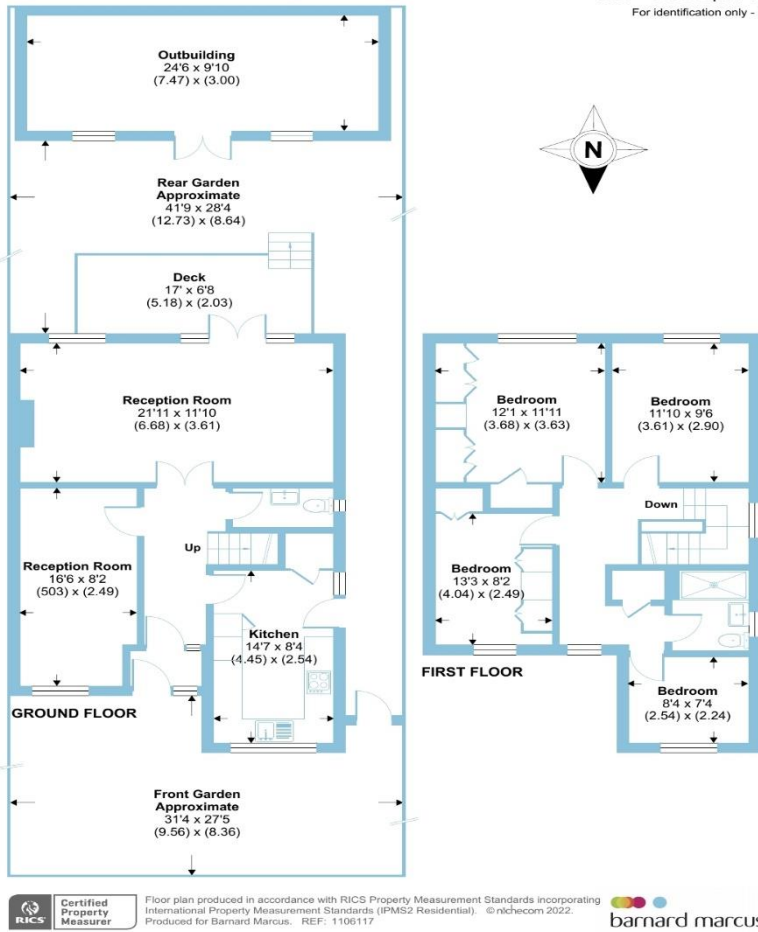 For identification only -
Outbuilding
24'6 x 9'10
(7.47) x (3.00)
N
Rear Garden
Approximate
41'9 x 28'4
(12.73) x (8.64)
Deck
17' x 6'8
(5.18) x (2.03)
Reception Room
21'11 x 11'10
(6.68) x (3.61)
Bedroom
12'1 x 11'11
(3.68) x (3.63)
Bedroom
11'10 x 9'6
(3.61) x (2.90)
Up
Down
Reception Room
16'6 x 8'2
(503) x (2.49)
Bedroom
13'3 x 8'2
(4.04) x (2.49)
Kitchen
14'7 x 8'4
(4.45) x (2.54)
FIRST FLOOR
Bedroom
8'4 x 7'4
(2.54) x (2.24)
GROUND FLOOR
Front Garden
Approximate
31'4 x 27'5
(9.56) x (8.36)
RICS
Certified
Property
Measurer
Floor plan produced in accordance with RICS Property Measurement Standards incorporating
International Property Measurement Standards (IPMS2 Residential). © nichecom 2022.
Produced for Barnard Marcus. REF: 1106117
barnard marcus